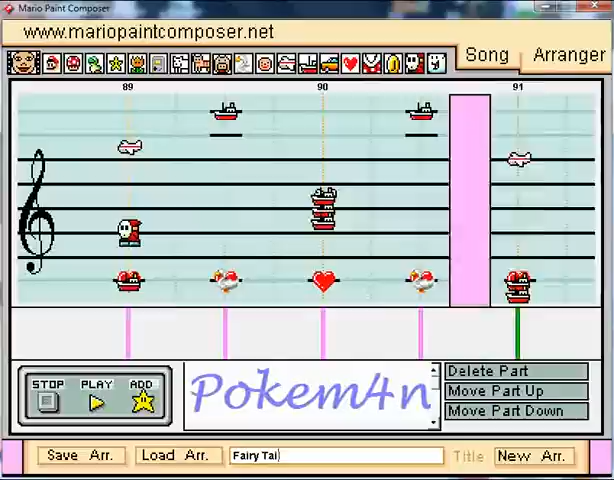 Mario Paint Composer
www.mariopaintcomposer.net
Song Arranger
89 90 91
STOP PLAY ADD
Pokem4n
Delete Part
Move Part Up
Move Part Down
Save Arr. Load Arr. Fairy Tai Title New Arr.